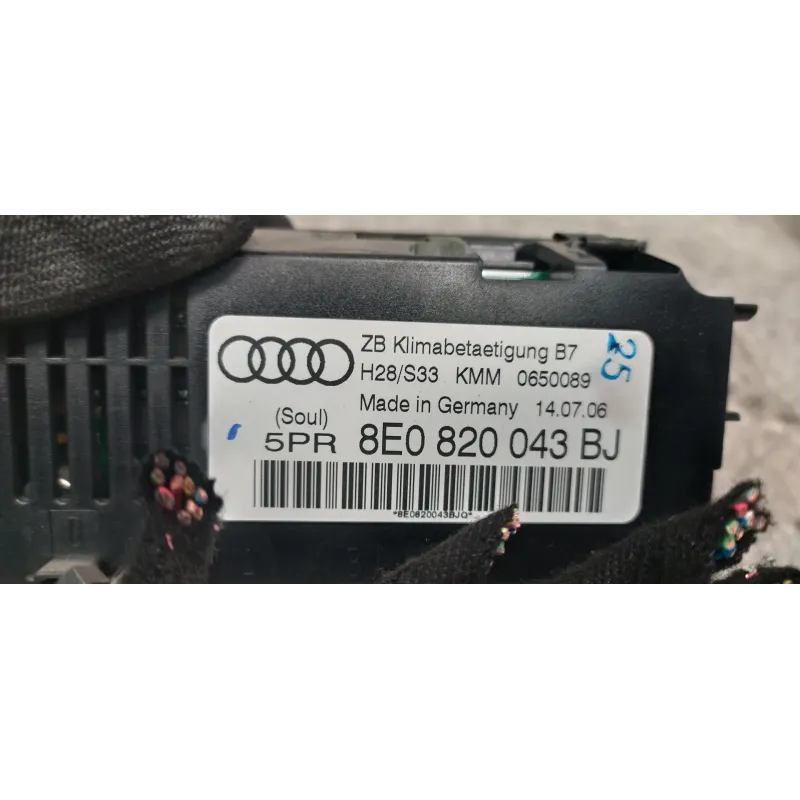 ZB Klimabetaetigung B7
H28/S33 KMM 0650089
Made in Germany 14.07.06
(Soul)
5PR 8E0 820 043 BJ
*8E0820043BJQ*
25